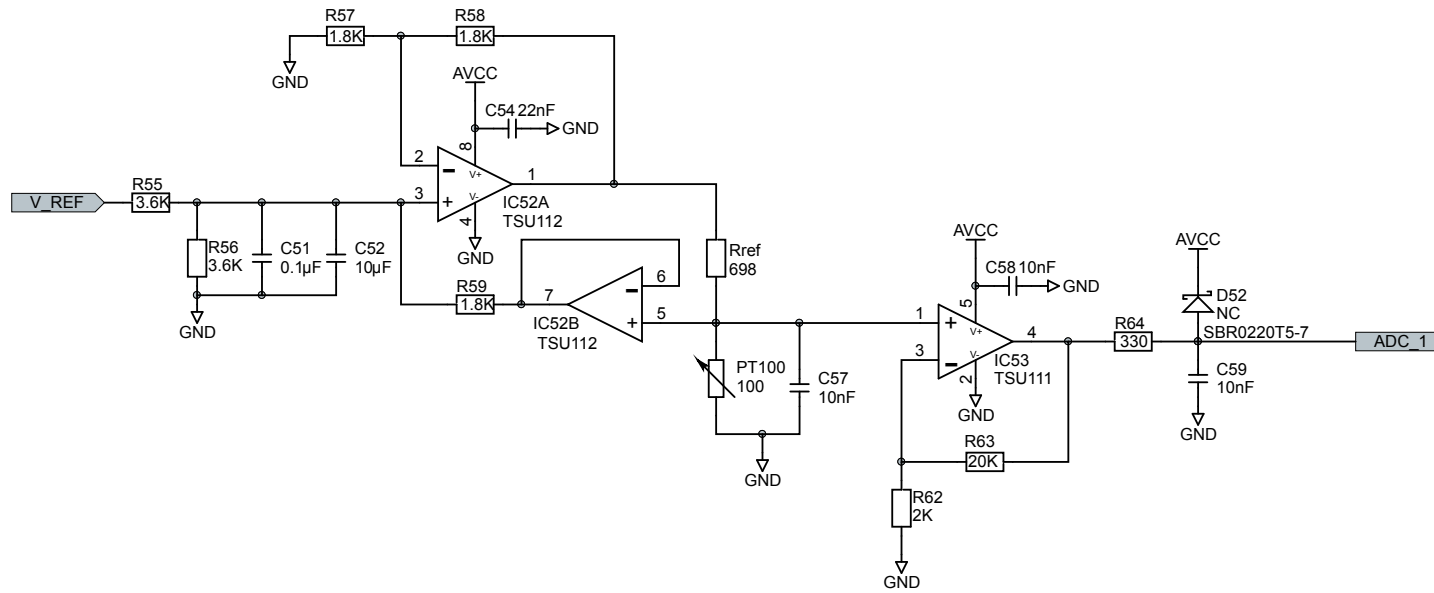 R57
1.8K
R58
1.8K
GND
AVCC
C54 22nF
GND
8
2
V+
1
V_REF
R55
3.6K
3
V-
IC52A
TSU112
4
GND
R56
3.6K
C51
0.1µF
C52
10µF
GND
R59
1.8K
7
6
5
IC52B
TSU112
Rref
698
PT100
100
C57
10nF
GND
AVCC
C58 10nF
GND
5
1
V+
4
3
V-
IC53
TSU111
2
GND
R63
20K
R62
2K
GND
R64
330
AVCC
D52
NC
SBR0220T5-7
ADC_1
C59
10nF
GND